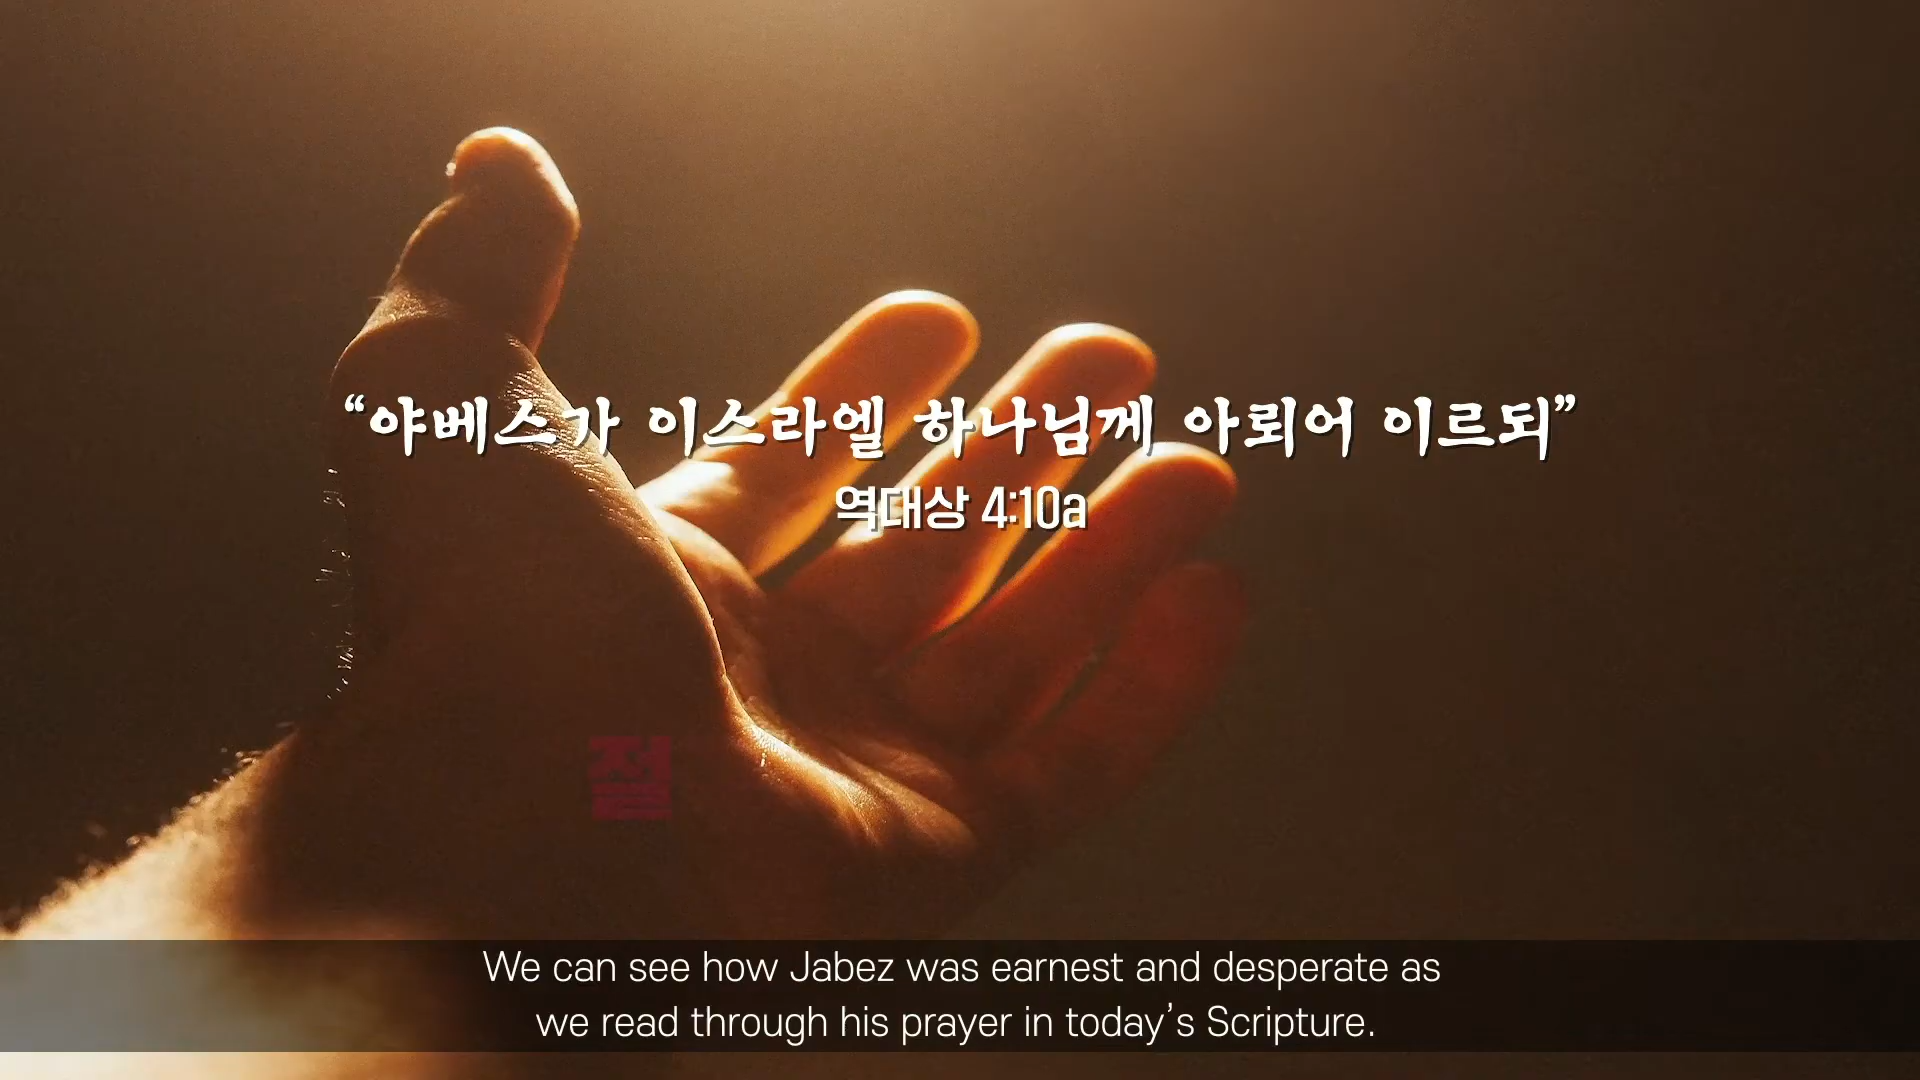 “야베스가 이스라엘 하나님께 아뢰어 이르되”
역대상 4:10a
절
We can see how Jabez was earnest and desperate as
we read through his prayer in today’s Scripture.